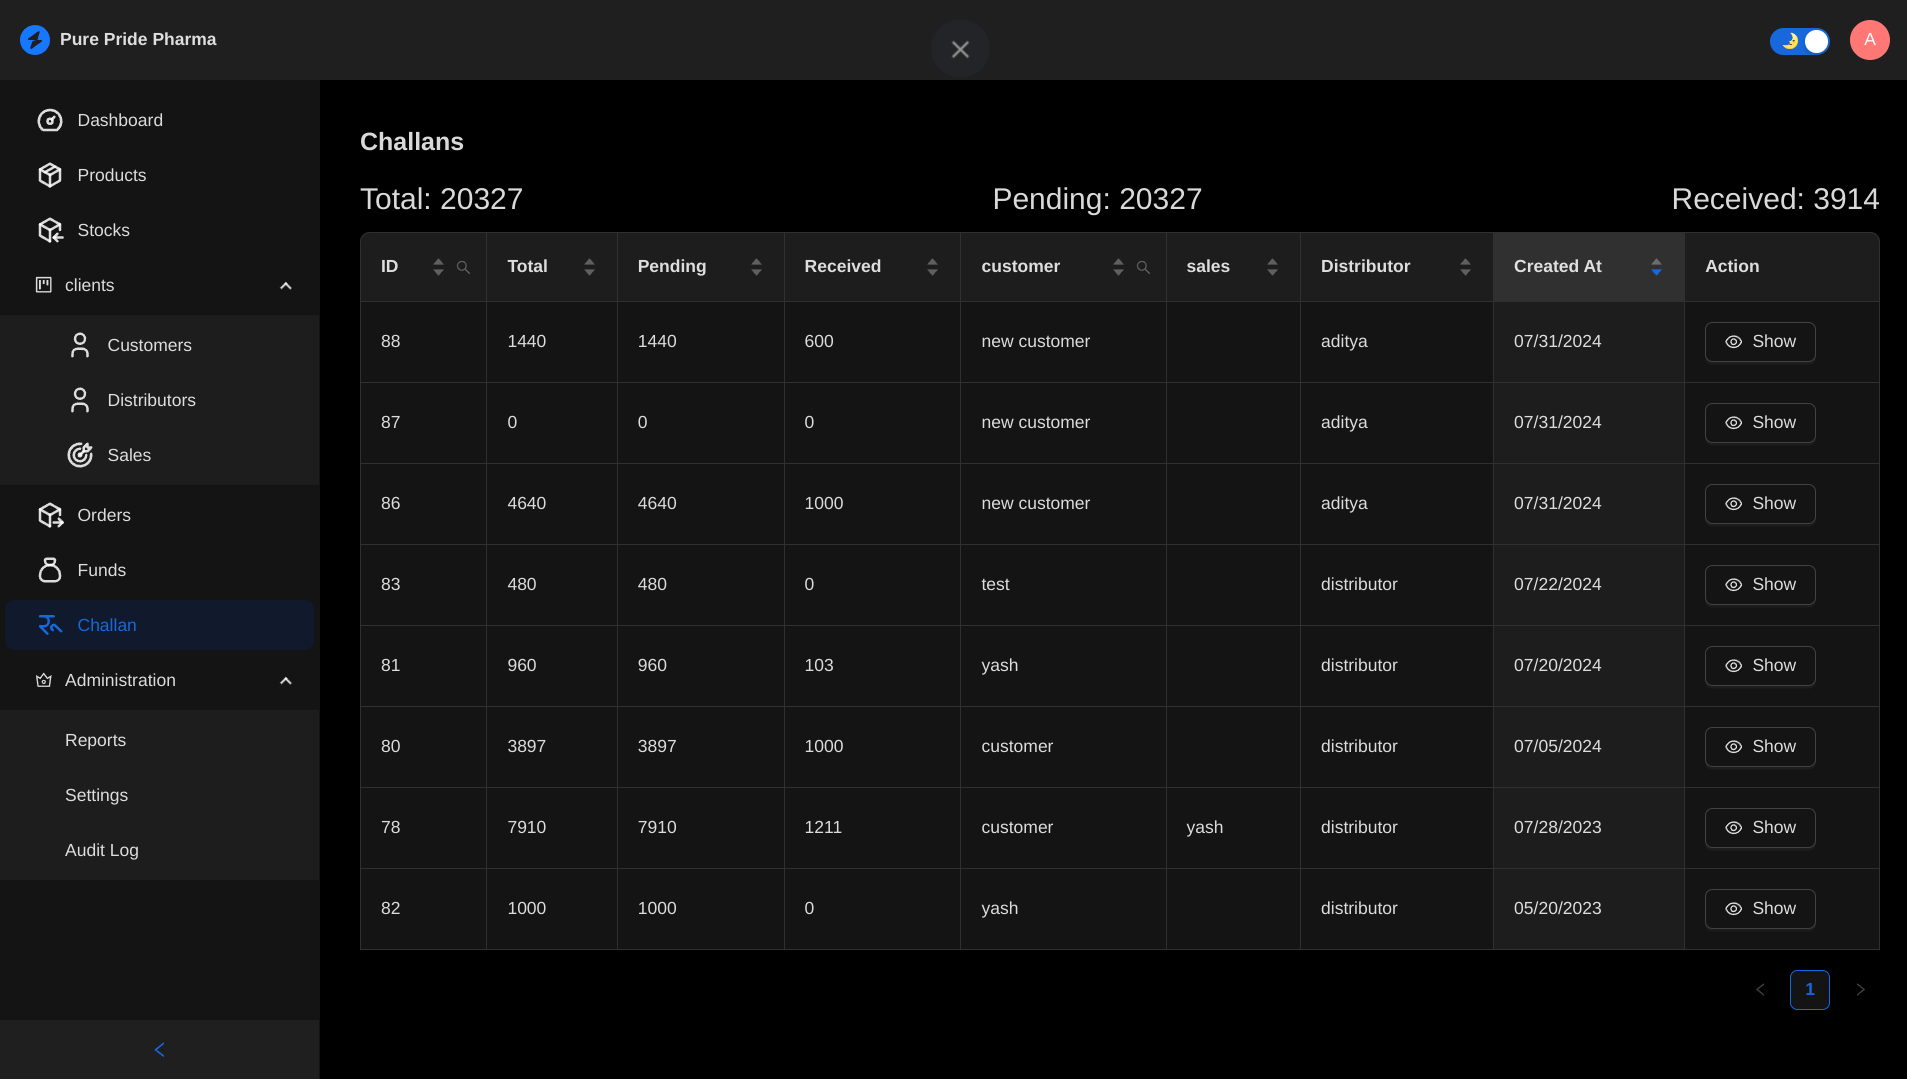 Pure Pride Pharma
A
Dashboard
Products
Stocks
clients
Customers
Distributors
Sales
Orders
Funds
Challan
Administration
Reports
Settings
Audit Log
Challans
Total: 20327 Pending: 20327 Received: 3914
ID Total Pending Received customer sales Distributor Created At Action
88 1440 1440 600 new customer aditya 07/31/2024 Show
87 0 0 0 new customer aditya 07/31/2024 Show
86 4640 4640 1000 new customer aditya 07/31/2024 Show
83 480 480 0 test distributor 07/22/2024 Show
81 960 960 103 yash distributor 07/20/2024 Show
80 3897 3897 1000 customer distributor 07/05/2024 Show
78 7910 7910 1211 customer yash distributor 07/28/2023 Show
82 1000 1000 0 yash distributor 05/20/2023 Show
1